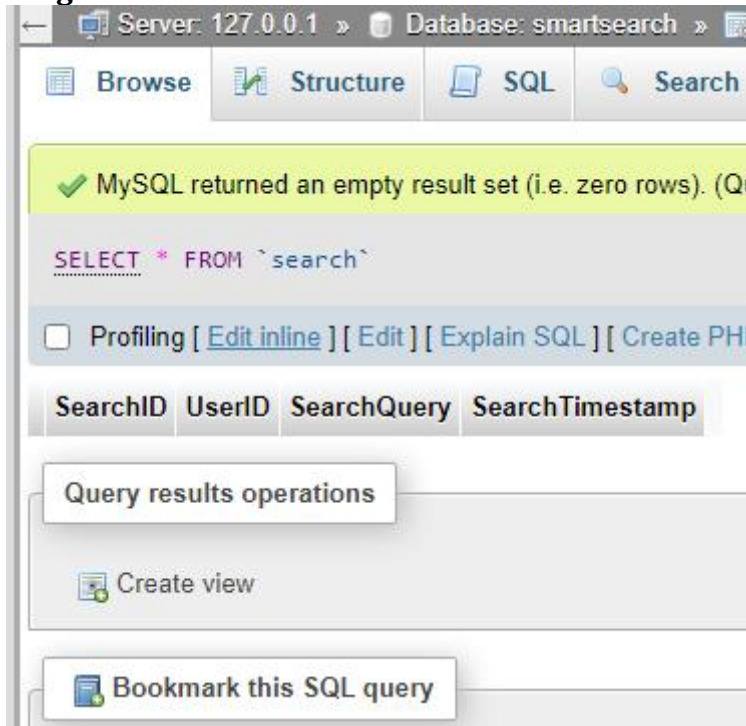 Server: 127.0.0.1 » Database: smartsearch »
Browse Structure SQL Search
MySQL returned an empty result set (i.e. zero rows). (Qu
SELECT * FROM `search`
Profiling [ Edit inline ] [ Edit ] [ Explain SQL ] [ Create PH
SearchID UserID SearchQuery SearchTimestamp
Query results operations
Create view
Bookmark this SQL query